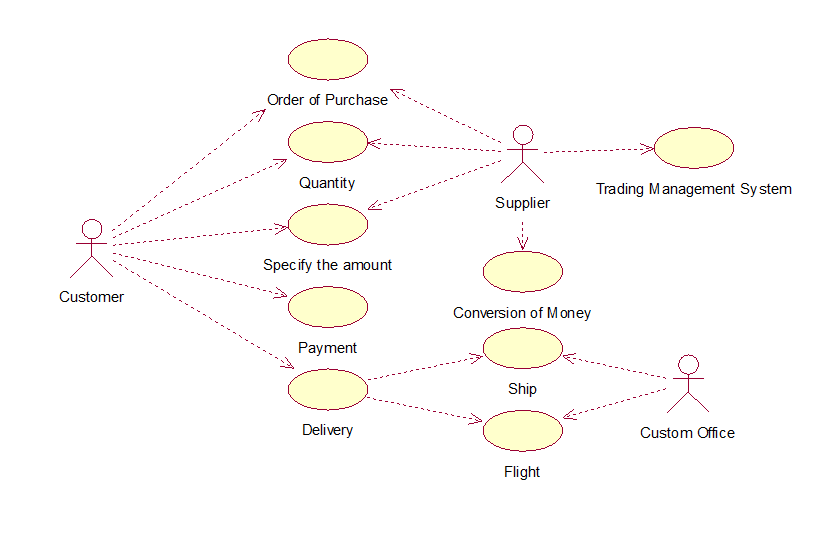 Order of Purchase
Quantity
Supplier
Trading Management System
Specify the amount
Customer
Conversion of Money
Payment
Ship
Delivery
Custom Office
Flight